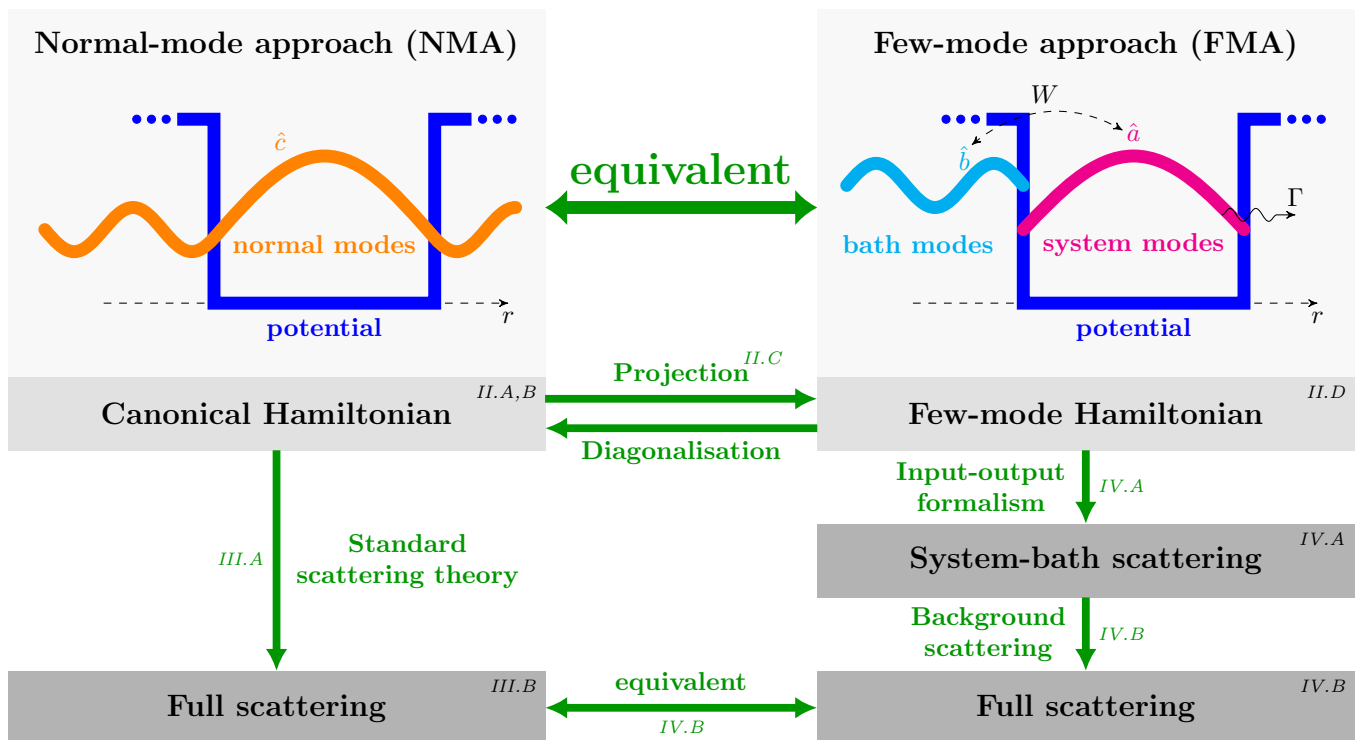 Normal-mode approach (NMA)
ĉ
normal modes
r
potential
equivalent
Few-mode approach (FMA)
W
b̂
â
Γ
bath modes
system modes
r
potential
II.A,B
Canonical Hamiltonian
Projection
II.C
Diagonalisation
II.D
Few-mode Hamiltonian
III.A
Standard
scattering theory
Input-output
formalism
IV.A
IV.A
System-bath scattering
Background
scattering
IV.B
III.B
Full scattering
equivalent
IV.B
IV.B
Full scattering